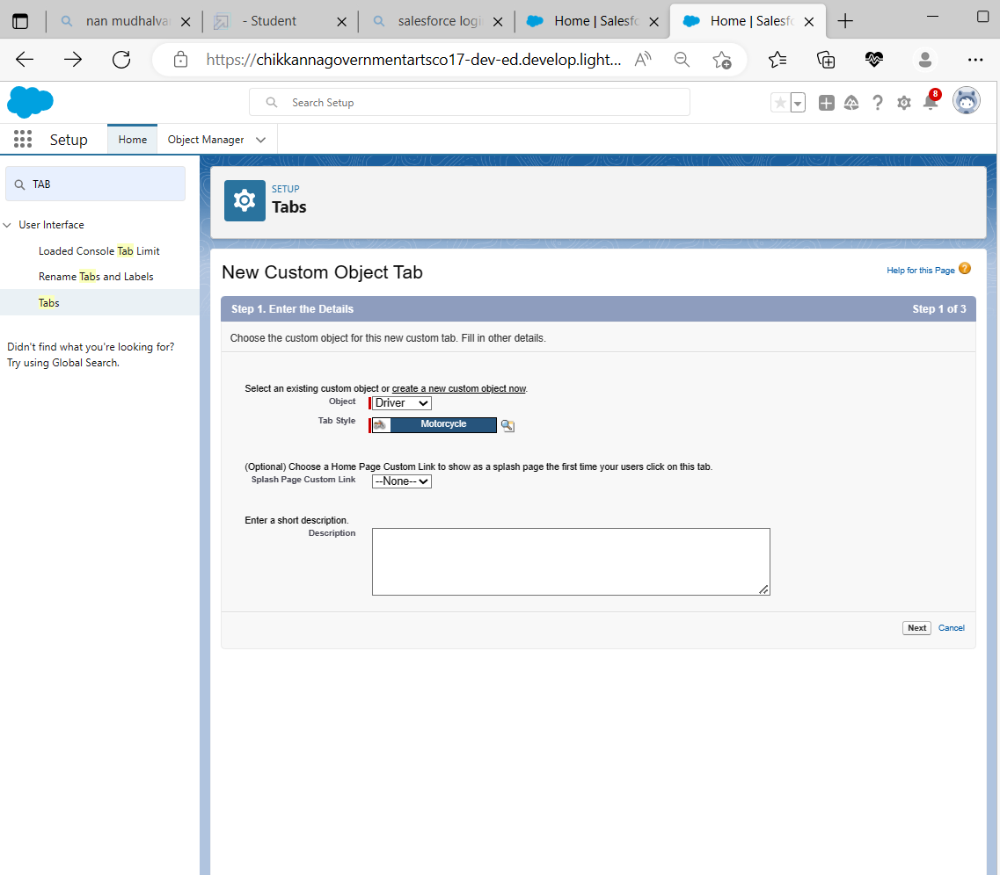 nan mudhalva
- Student
salesforce logi
Home | Salesfo
Home | Salesfo
https://chikkannagovernmentartsco17-dev-ed.develop.light...
Search Setup
8
Setup
Home
Object Manager
TAB
User Interface
Loaded Console Tab Limit
Rename Tabs and Labels
Tabs
Didn't find what you're looking for?
Try using Global Search.
SETUP
Tabs
New Custom Object Tab
Help for this Page
Step 1. Enter the Details
Step 1 of 3
Choose the custom object for this new custom tab. Fill in other details.
Select an existing custom object or create a new custom object now.
Object
Driver
Tab Style
Motorcycle
(Optional) Choose a Home Page Custom Link to show as a splash page the first time your users click on this tab.
Splash Page Custom Link
--None--
Enter a short description.
Description
Next
Cancel